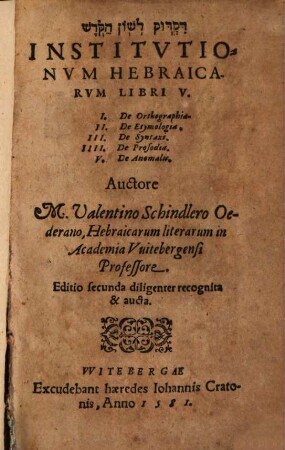 דִּקְדּוּק לְשׁוֹן הַקֹּדֶשׁ
INSTITVTIO-
NVM HEBRAICA-
RVM LIBRI V.
I. De Orthographia.
II. De Etymologia.
III. De Syntaxi.
IIII. De Prosodia.
V. De Anomalis.
Auctore
M. Valentino Schindlero Oe-
derano, Hebraicarum literarum in
Academia Vuitebergensi
Professore.
Editio secunda diligenter recognita
& aucta.
WITEBERGAE
Excudebant hæredes Iohannis Crato-
nis, Anno 1581.